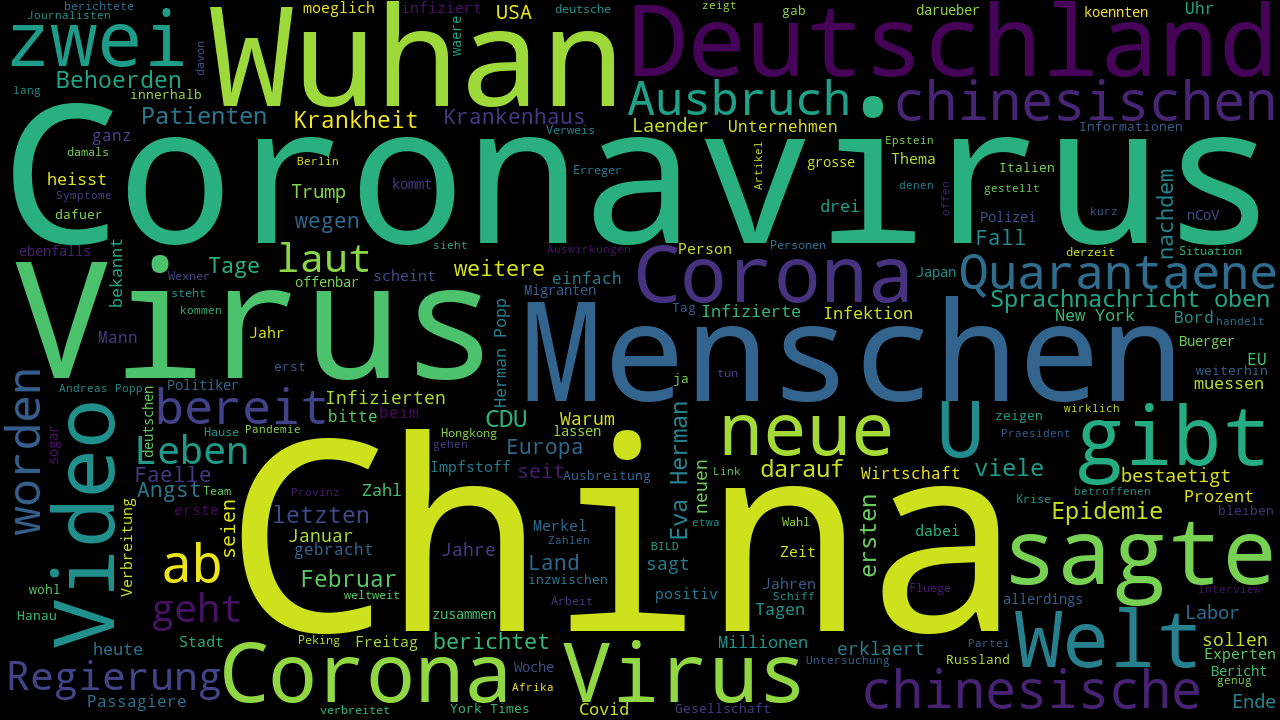 berichtete
moeglich
infiziert
USA
deutsche
zeigt
gab
darueber
koennten
Uhr
Journalisten
zwei
Wuhan
waere
Deutschland
davon
Behoerden
lang
innerhalb
Ausbruch
chinesischen
Patienten
Krankheit
Krankenhaus
Verweis
Laender
Unternehmen
Informationen
ganz
Coronavirus
damals
Berlin
Erreger
Artikel
grosse
Epstein
Thema
Italien
heisst
Symptome
Trump
kommt
denen
gestellt
dafuer
wegen
drei
offen
Polizei
kurz
nCoV
nachdem
Fall
ebenfalls
bekannt
sieht
Auswirkungen
Person
Personen
derzeit
Situation
Tage
laut
Virus
Wexner
offenbar
scheint
weitere
einfach
Corona
Japan
Quarantaene
steht
Migranten
Sprachnachricht oben
kommen
Herman Popp
Menschen
Tag
Infizierte
Infektion
New York
Bord
handelt
Mann
Jahr
Buerger
EU
erst
ja
tun
weiterhin
muessen
worden
Andreas Popp
Politiker
bereit
Infizierten
deutschen
Video
bitte
beim
CDU
Warum
lassen
neue
U
zeigen
wirklich
gibt
sogar
Hause
Pandemie
Hongkong
gehen
Praesident
Leben
Europa
Eva Herman
Faelle
Impfstoff
seit
Ausbreitung
neuen
Link
darauf
Wirtschaft
viele
bestaetigt
Angst
Team
Provinz
Zahl
China
betroffenen
Krise
Prozent
Verbreitung
erste
seien
letzten
etwa
Wahl
ersten
Epidemie
bleiben
Januar
Merkel
dabei
gebracht
Jahre
Zahlen
BILD
Zeit
sagte
ab
Land
sagt
Februar
inzwischen
weltweit
wohl
positiv
Jahren
Schiff
Fluege
Interview
Arbeit
allerdings
geht
Hanau
zusammen
Tagen
Welt
Labor
Stadt
Peking
Freitag
berichtet
Millionen
erklaert
Partei
sollen
heute
Untersuchung
Russland
Experten
Regierung
Corona Virus
Woche
Bericht
genug
Afrika
chinesische
Passagiere
verbreitet
York Times
Covid
Gesellschaft
Ende